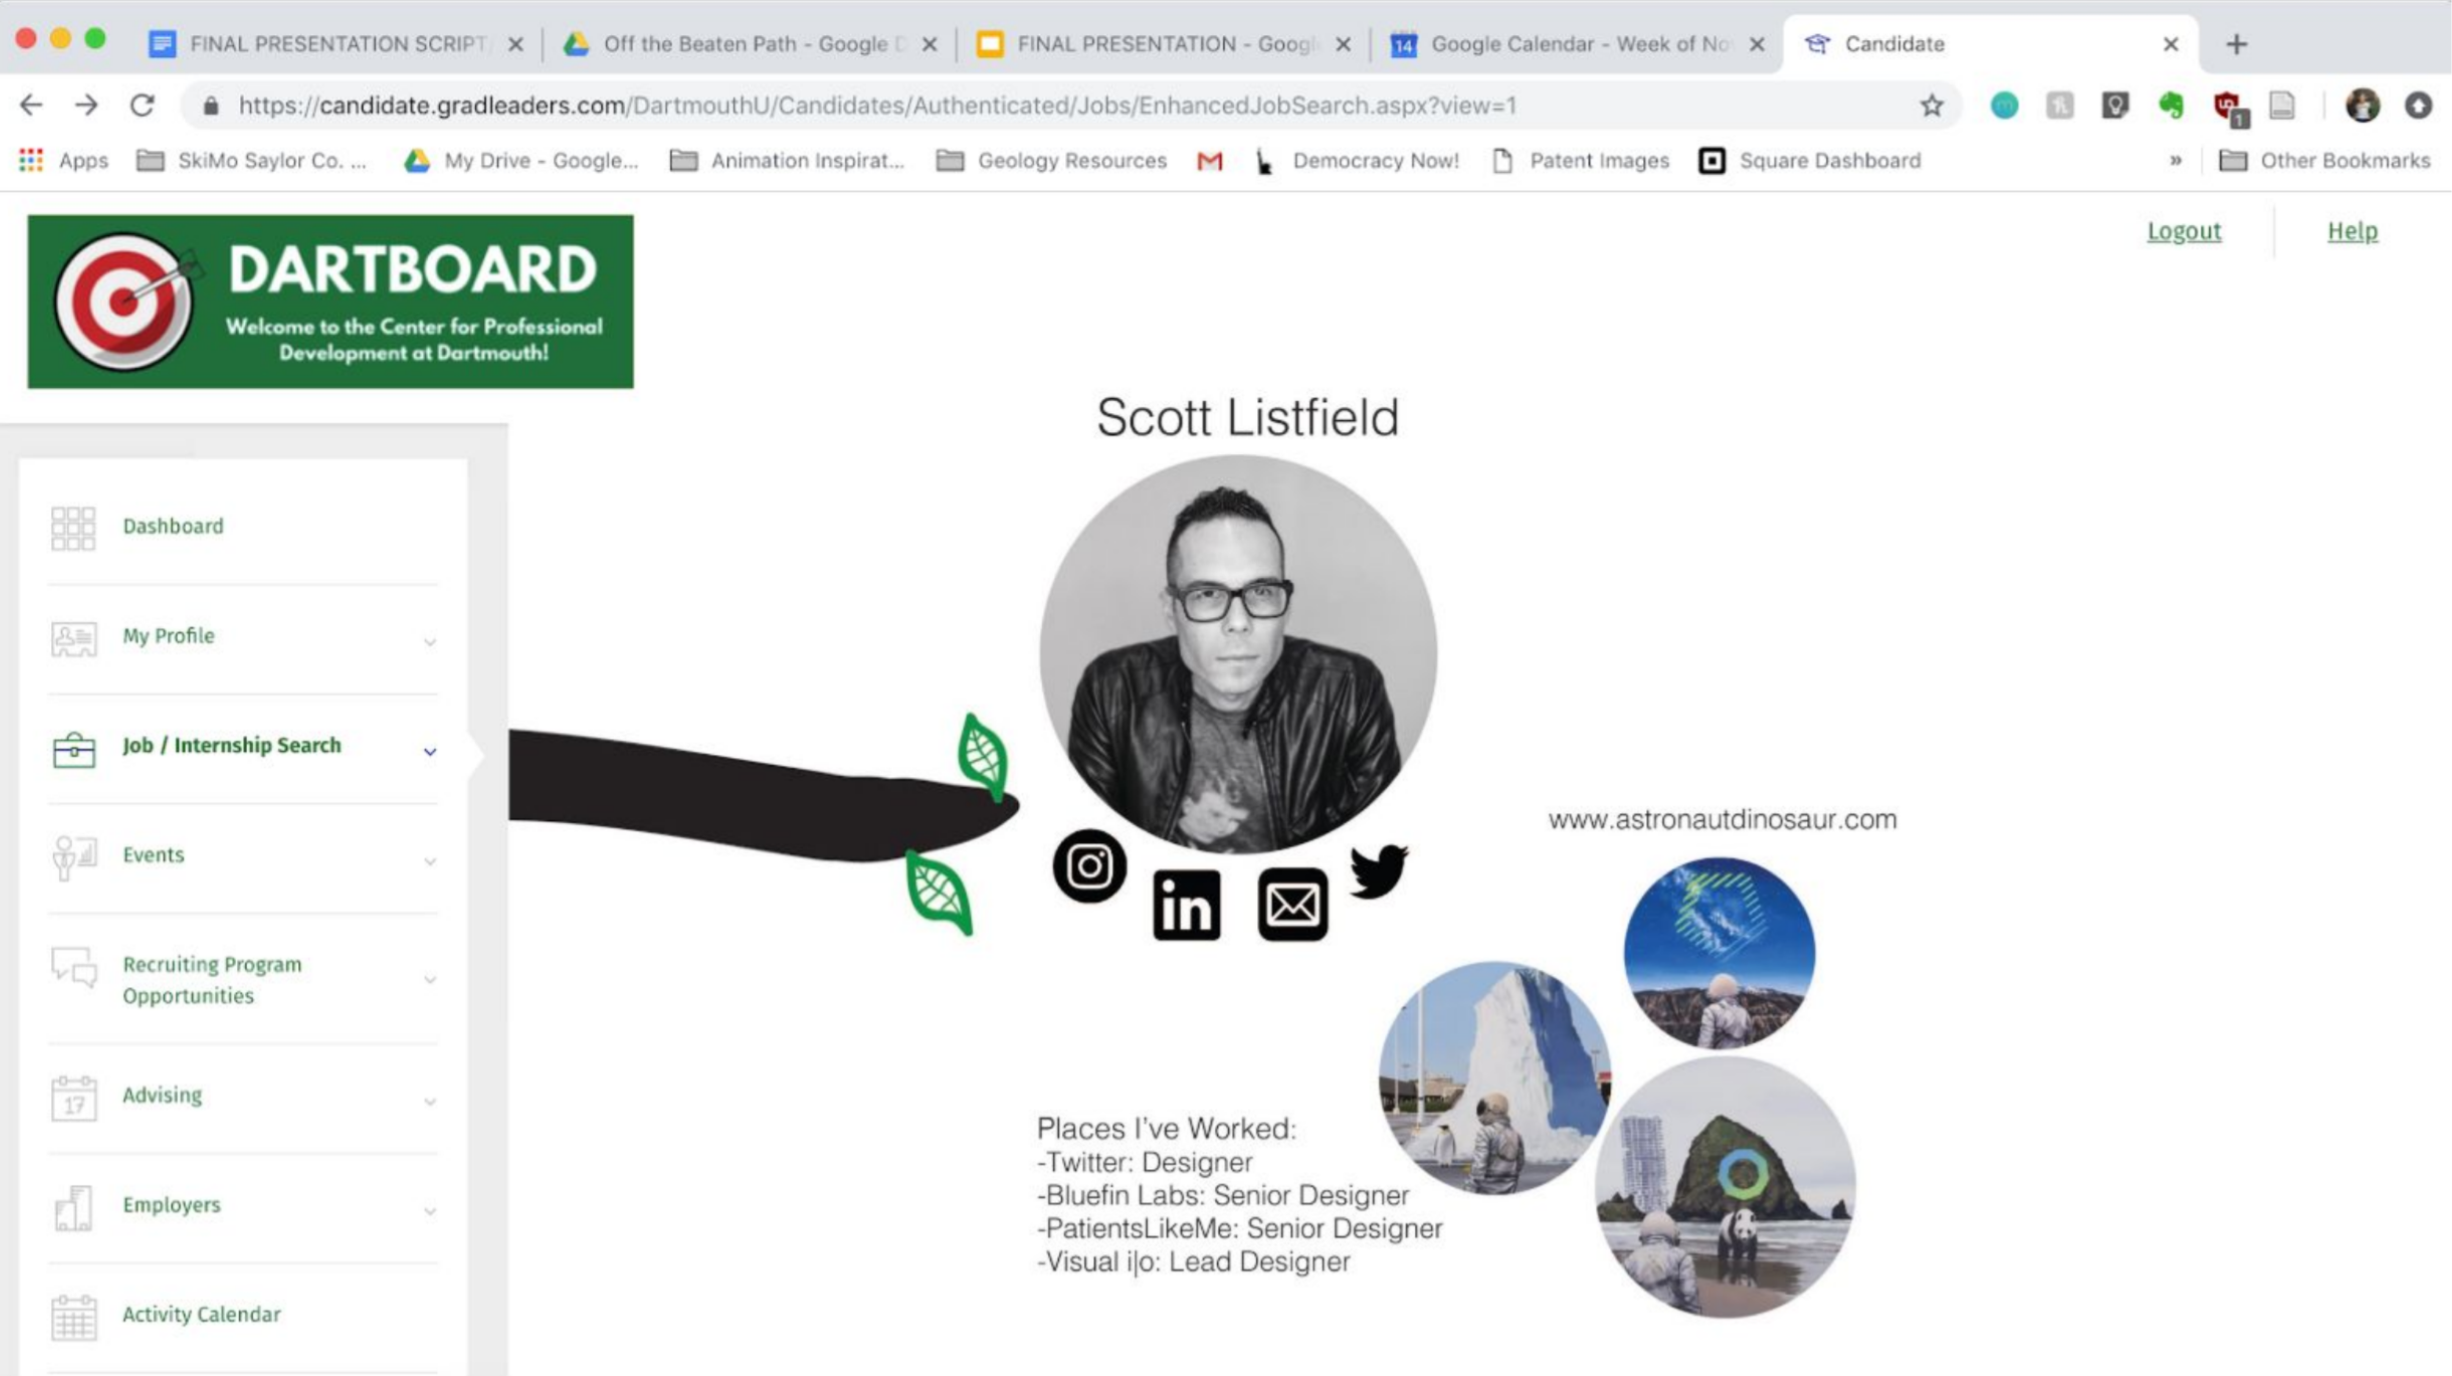 FINAL PRESENTATION SCRIPT
Off the Beaten Path - Google D
FINAL PRESENTATION - Googl
Google Calendar - Week of No
Candidate
https://candidate.gradleaders.com/DartmouthU/Candidates/Authenticated/Jobs/EnhancedJobSearch.aspx?view=1
1
Apps
SkiMo Saylor Co. ...
My Drive - Google...
Animation Inspirat...
Geology Resources
Democracy Now!
Patent Images
Square Dashboard
»
Other Bookmarks
DARTBOARD
Welcome to the Center for Professional
Development at Dartmouth!
Logout
Help
Scott Listfield
Dashboard
My Profile
Job / Internship Search
Events
Recruiting Program
Opportunities
17
Advising
Employers
Activity Calendar
in
www.astronautdinosaur.com
Places I've Worked:
-Twitter: Designer
-Bluefin Labs: Senior Designer
-PatientsLikeMe: Senior Designer
-Visual i|o: Lead Designer